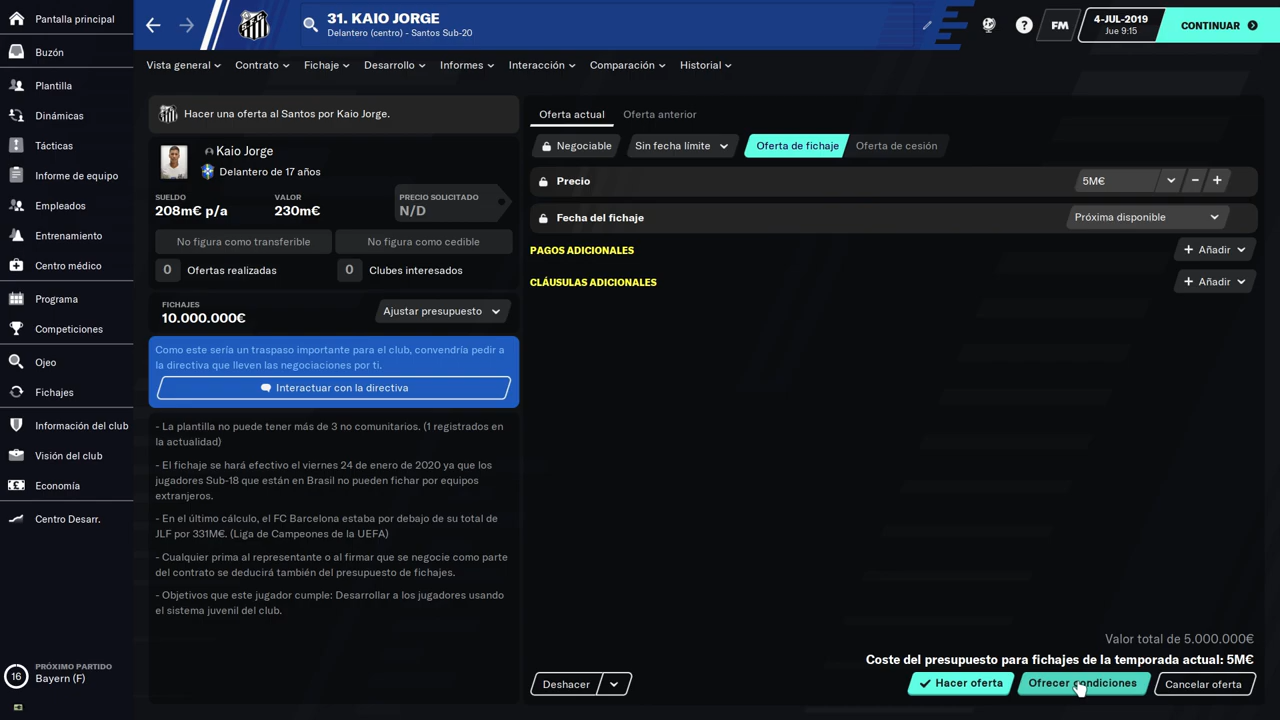 Pantalla principal
Buzón
Plantilla
Dinámicas
Tácticas
Informe de equipo
Empleados
Entrenamiento
Centro médico
Programa
Competiciones
Ojeo
Fichajes
Información del club
Visión del club
Economía
Centro Desarr.
16
PRÓXIMO PARTIDO
Bayern (F)
31. KAIO JORGE
Delantero (centro) - Santos Sub-20
?
FM
4-JUL-2019
Jue 9:15
CONTINUAR
Vista general
Contrato
Fichaje
Desarrollo
Informes
Interacción
Comparación
Historial
Hacer una oferta al Santos por Kaio Jorge.
Kaio Jorge
Delantero de 17 años
SUELDO
208m€ p/a
VALOR
230m€
PRECIO SOLICITADO
N/D
No figura como transferible
No figura como cedible
0 Ofertas realizadas
0 Clubes interesados
FICHAJES
10.000.000€
Ajustar presupuesto
Como este sería un traspaso importante para el club, convendría pedir a
la directiva que lleven las negociaciones por ti.
Interactuar con la directiva
- La plantilla no puede tener más de 3 no comunitarios. (1 registrados en
la actualidad)
- El fichaje se hará efectivo el viernes 24 de enero de 2020 ya que los
jugadores Sub-18 que están en Brasil no pueden fichar por equipos
extranjeros.
- En el último cálculo, el FC Barcelona estaba por debajo de su total de
JLF por 331M€. (Liga de Campeones de la UEFA)
- Cualquier prima al representante o al firmar que se negocie como parte
del contrato se deducirá también del presupuesto de fichajes.
- Objetivos que este jugador cumple: Desarrollar a los jugadores usando
el sistema juvenil del club.
Oferta actual
Oferta anterior
Negociable
Sin fecha límite
Oferta de fichaje
Oferta de cesión
Precio
5M€
- +
Fecha del fichaje
Próxima disponible
PAGOS ADICIONALES
+ Añadir
CLÁUSULAS ADICIONALES
+ Añadir
Valor total de 5.000.000€
Coste del presupuesto para fichajes de la temporada actual: 5M€
Deshacer
Hacer oferta
Ofrecer condiciones
Cancelar oferta